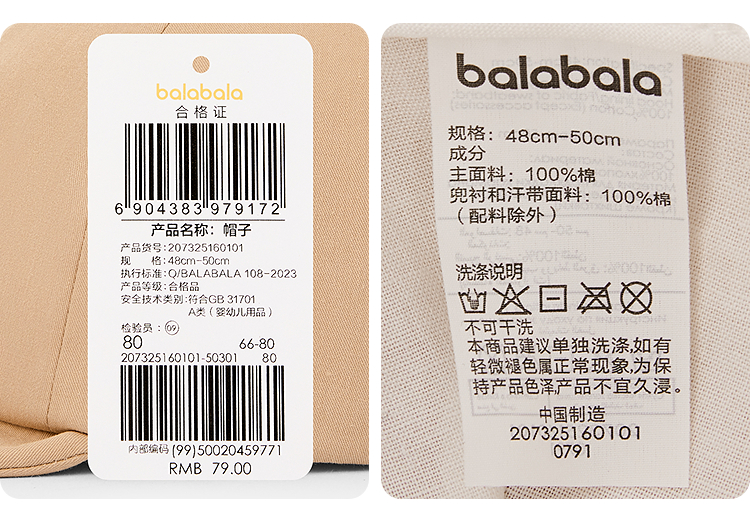 balabala
合格证
6 904383 979172
产品名称：帽子
产品货号：207325160101
规　　格：48cm-50cm
执行标准：Q/BALABALA 108-2023
产品等级：合格品
安全技术类别：符合GB 31701
A类（婴幼儿用品）
检验员：09
80　66-80
207325160101-50301　80
内部编码 (99)50020459771
RMB 79.00
balabala
规格：48cm-50cm
成分
主面料：100%棉
兜衬和汗带面料：100%棉
（配料除外）
洗涤说明
不可干洗
本商品建议单独洗涤,如有
轻微褪色属正常现象,为保
持产品色泽产品不宜久浸。
中国制造
207325160101
0791